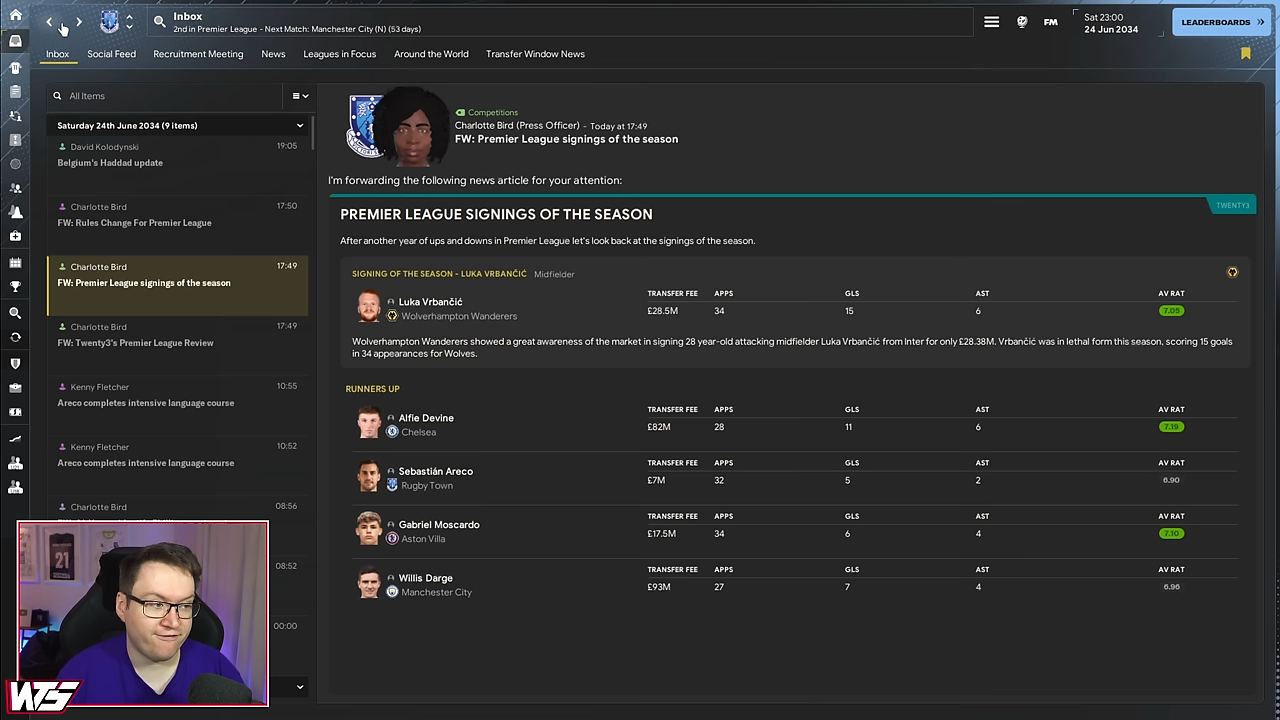 Inbox
2nd in Premier League - Next Match: Manchester City (N) (53 days)
FM
Sat 23:00
24 Jun 2034
LEADERBOARDS
Inbox
Social Feed
Recruitment Meeting
News
Leagues in Focus
Around the World
Transfer Window News
All Items
Saturday 24th June 2034 (9 items)
David Kolodynski 19:05
Belgium's Haddad update
Charlotte Bird 17:50
FW: Rules Change For Premier League
Charlotte Bird 17:49
FW: Premier League signings of the season
Charlotte Bird 17:49
FW: Twenty3's Premier League Review
Kenny Fletcher 10:55
Areco completes intensive language course
Kenny Fletcher 10:52
Areco completes intensive language course
Charlotte Bird 08:56
08:52
00:00
21
WTS
Competitions
Charlotte Bird (Press Officer) - Today at 17:49
FW: Premier League signings of the season
I'm forwarding the following news article for your attention:
TWENTY3
PREMIER LEAGUE SIGNINGS OF THE SEASON
After another year of ups and downs in Premier League let's look back at the signings of the season.
SIGNING OF THE SEASON - LUKA VRBANČIĆ Midfielder
TRANSFER FEE APPS GLS AST AV RAT
Luka Vrbančić
£28.5M 34 15 6 7.05
Wolverhampton Wanderers
Wolverhampton Wanderers showed a great awareness of the market in signing 28 year-old attacking midfielder Luka Vrbančić from Inter for only £28.38M. Vrbančić was in lethal form this season, scoring 15 goals
in 34 appearances for Wolves.
RUNNERS UP
TRANSFER FEE APPS GLS AST AV RAT
Alfie Devine
£82M 28 11 6 7.19
Chelsea
TRANSFER FEE APPS GLS AST AV RAT
Sebastián Areco
£7M 32 5 2 6.90
Rugby Town
TRANSFER FEE APPS GLS AST AV RAT
Gabriel Moscardo
£17.5M 34 6 4 7.10
Aston Villa
TRANSFER FEE APPS GLS AST AV RAT
Willis Darge
£93M 27 7 4 6.96
Manchester City